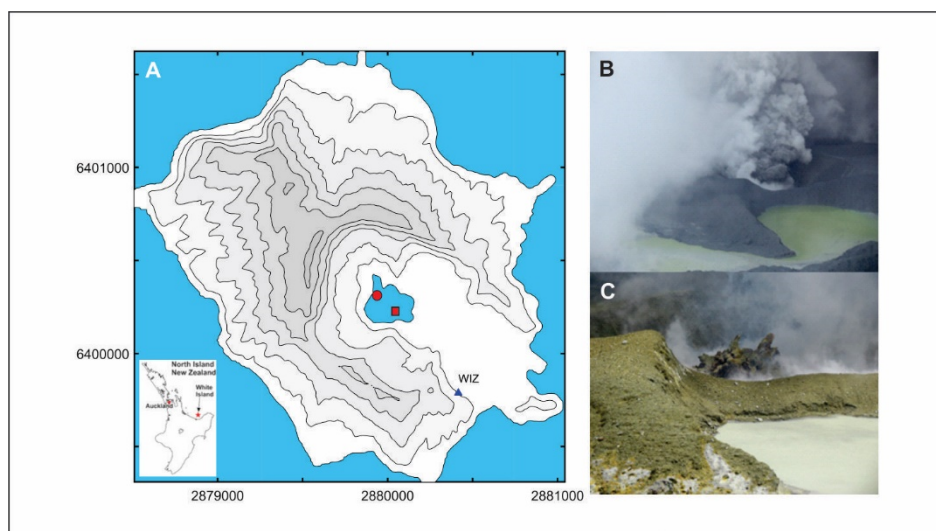 A
B
6401000
C
6400000
WIZ
North Island
New Zealand
White
Island
Auckland
2879000
2880000
2881000